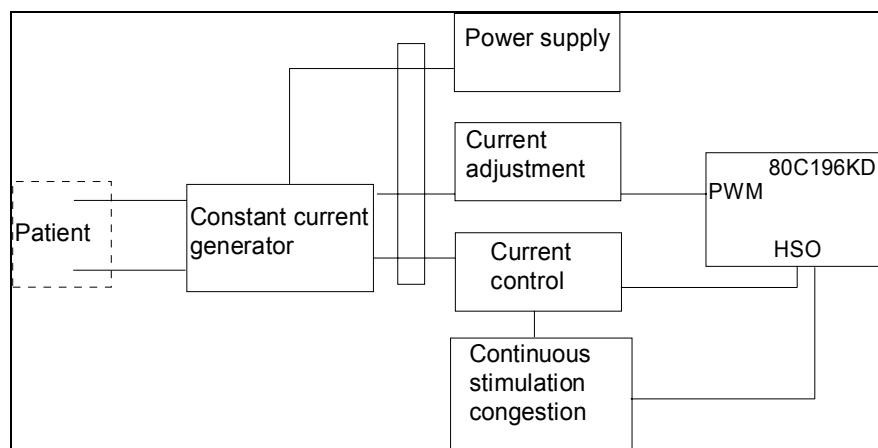 Power supply
Current
adjustment
80C196KD
PWM
HSO
Patient
Constant current
generator
Current
control
Continuous
stimulation
congestion